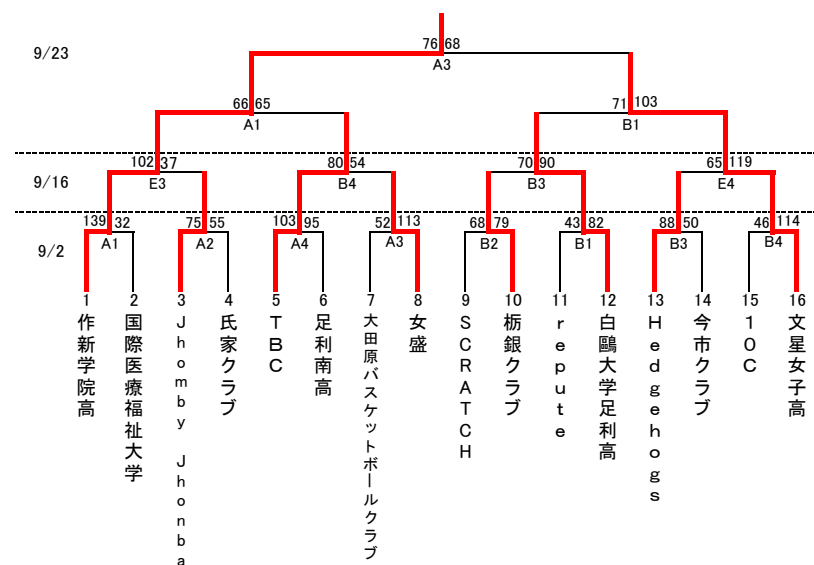 9/23
76 68
A3
66 65
A1
71 103
B1
9/16
102 37
E3
80 54
B4
70 90
B3
65 119
E4
9/2
139 32
A1
75 55
A2
103 95
A4
52 113
A3
68 79
B2
43 82
B1
88 50
B3
46 114
B4
1 作新学院高
2 国際医療福祉大学
3 Jhomby Jhonba
4 氏家クラブ
5 TBC
6 足利南高
7 大田原バスケットボールクラブ
8 女盛
9 SCRATCH
10 栃銀クラブ
11 repute
12 白鷗大学足利高
13 Hedgehogs
14 今市クラブ
15 10C
16 文星女子高